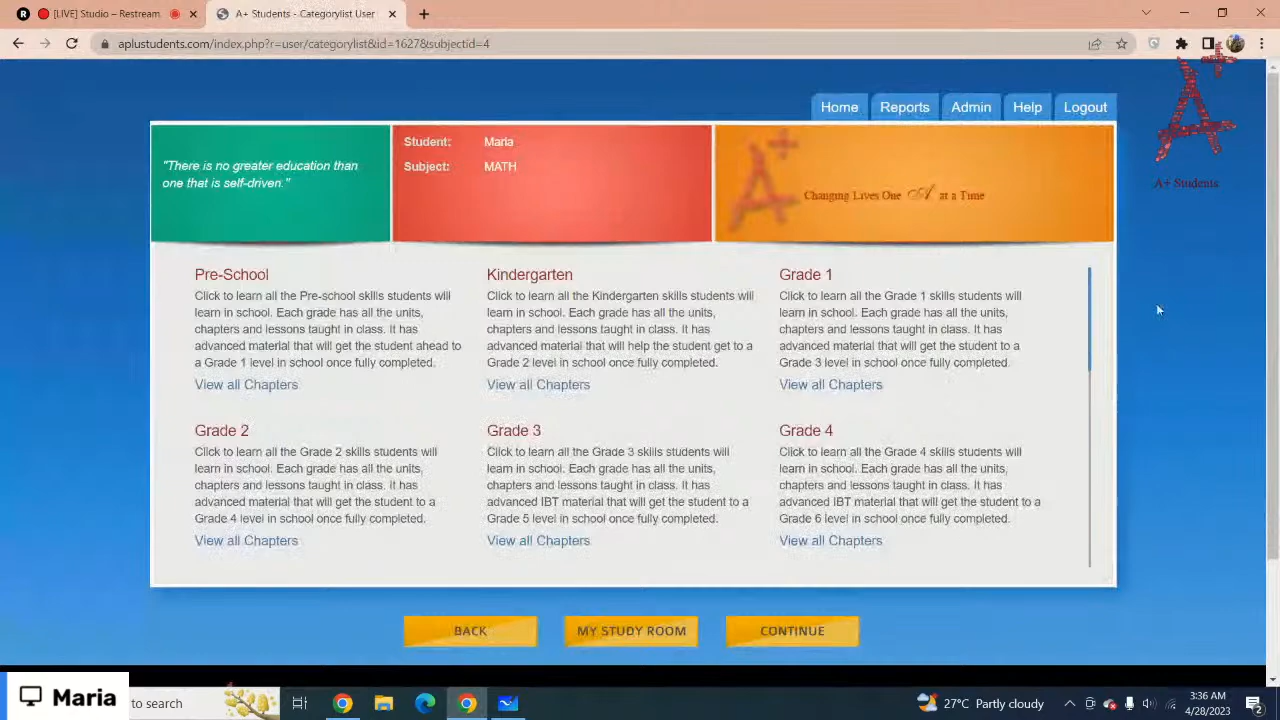 [LIVE] Studio – Restream
A+ Students - Categorylist User
aplustudents.com/index.php?r=user/categorylist&id=1627&subjectid=4
Home
Reports
Admin
Help
Logout
"There is no greater education than
one that is self-driven."
Student: Maria
Subject: MATH
Changing Lives One A at a Time
A+ Students
Pre-School
Click to learn all the Pre-school skills students will
learn in school. Each grade has all the units,
chapters and lessons taught in class. It has
advanced material that will get the student ahead to
a Grade 1 level in school once fully completed.
View all Chapters
Kindergarten
Click to learn all the Kindergarten skills students will
learn in school. Each grade has all the units,
chapters and lessons taught in class. It has
advanced material that will help the student get to a
Grade 2 level in school once fully completed.
View all Chapters
Grade 1
Click to learn all the Grade 1 skills students will
learn in school. Each grade has all the units,
chapters and lessons taught in class. It has
advanced material that will get the student to a
Grade 3 level in school once fully completed.
View all Chapters
Grade 2
Click to learn all the Grade 2 skills students will
learn in school. Each grade has all the units,
chapters and lessons taught in class. It has
advanced material that will get the student to a
Grade 4 level in school once fully completed.
View all Chapters
Grade 3
Click to learn all the Grade 3 skills students will
learn in school. Each grade has all the units,
chapters and lessons taught in class. It has
advanced IBT material that will get the student to a
Grade 5 level in school once fully completed.
View all Chapters
Grade 4
Click to learn all the Grade 4 skills students will
learn in school. Each grade has all the units,
chapters and lessons taught in class. It has
advanced IBT material that will get the student to a
Grade 6 level in school once fully completed.
View all Chapters
BACK
MY STUDY ROOM
CONTINUE
Maria
to search
27°C Partly cloudy
3:36 AM
4/28/2023
2